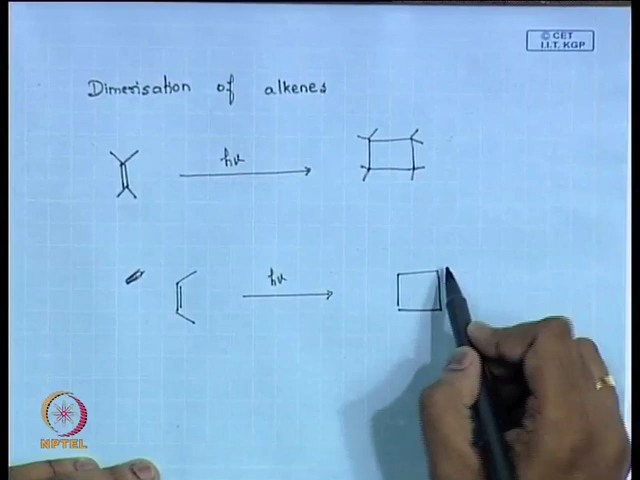 © CET
I.I.T. KGP
Dimerisation of alkenes
hν
hν
NPTEL